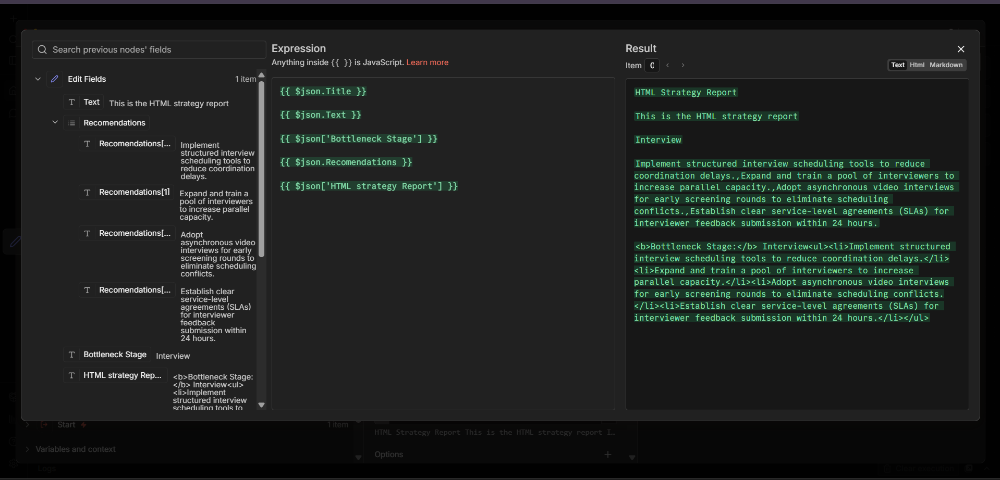 Search previous nodes' fields
Edit Fields
1 item
Text
This is the HTML strategy report
Recomendations
Recomendations[...
Implement
structured interview
scheduling tools to
reduce coordination
delays.
Recomendations[1]
Expand and train a
pool of interviewers
to increase parallel
capacity.
Recomendations[...
Adopt
asynchronous video
interviews for early
screening rounds to
eliminate scheduling
conflicts.
Recomendations[...
Establish clear
service-level
agreements (SLAs)
for interviewer
feedback
submission within
24 hours.
Bottleneck Stage
Interview
HTML strategy Rep...
<b>Bottleneck Stage:
</b> Interview<ul>
<li>Implement
structured interview
scheduling tools to
Expression
Anything inside {{ }} is JavaScript. Learn more
{{ $json.Title }}
{{ $json.Text }}
{{ $json['Bottleneck Stage'] }}
{{ $json.Recomendations }}
{{ $json['HTML strategy Report'] }}
Result
Item 0
Text Html Markdown
HTML Strategy Report
This is the HTML strategy report
Interview
Implement structured interview scheduling tools to reduce
coordination delays.,Expand and train a pool of interviewers to
increase parallel capacity.,Adopt asynchronous video interviews
for early screening rounds to eliminate scheduling
conflicts.,Establish clear service-level agreements (SLAs) for
interviewer feedback submission within 24 hours.
<b>Bottleneck Stage:</b> Interview<ul><li>Implement structured
interview scheduling tools to reduce coordination delays.</li>
<li>Expand and train a pool of interviewers to increase
parallel capacity.</li><li>Adopt asynchronous video interviews
for early screening rounds to eliminate scheduling conflicts.
</li><li>Establish clear service-level agreements (SLAs) for
interviewer feedback submission within 24 hours.</li></ul>
Start
1 item
HTML Strategy Report This is the HTML strategy report I…
Variables and context
Options
Logs
Clear execution